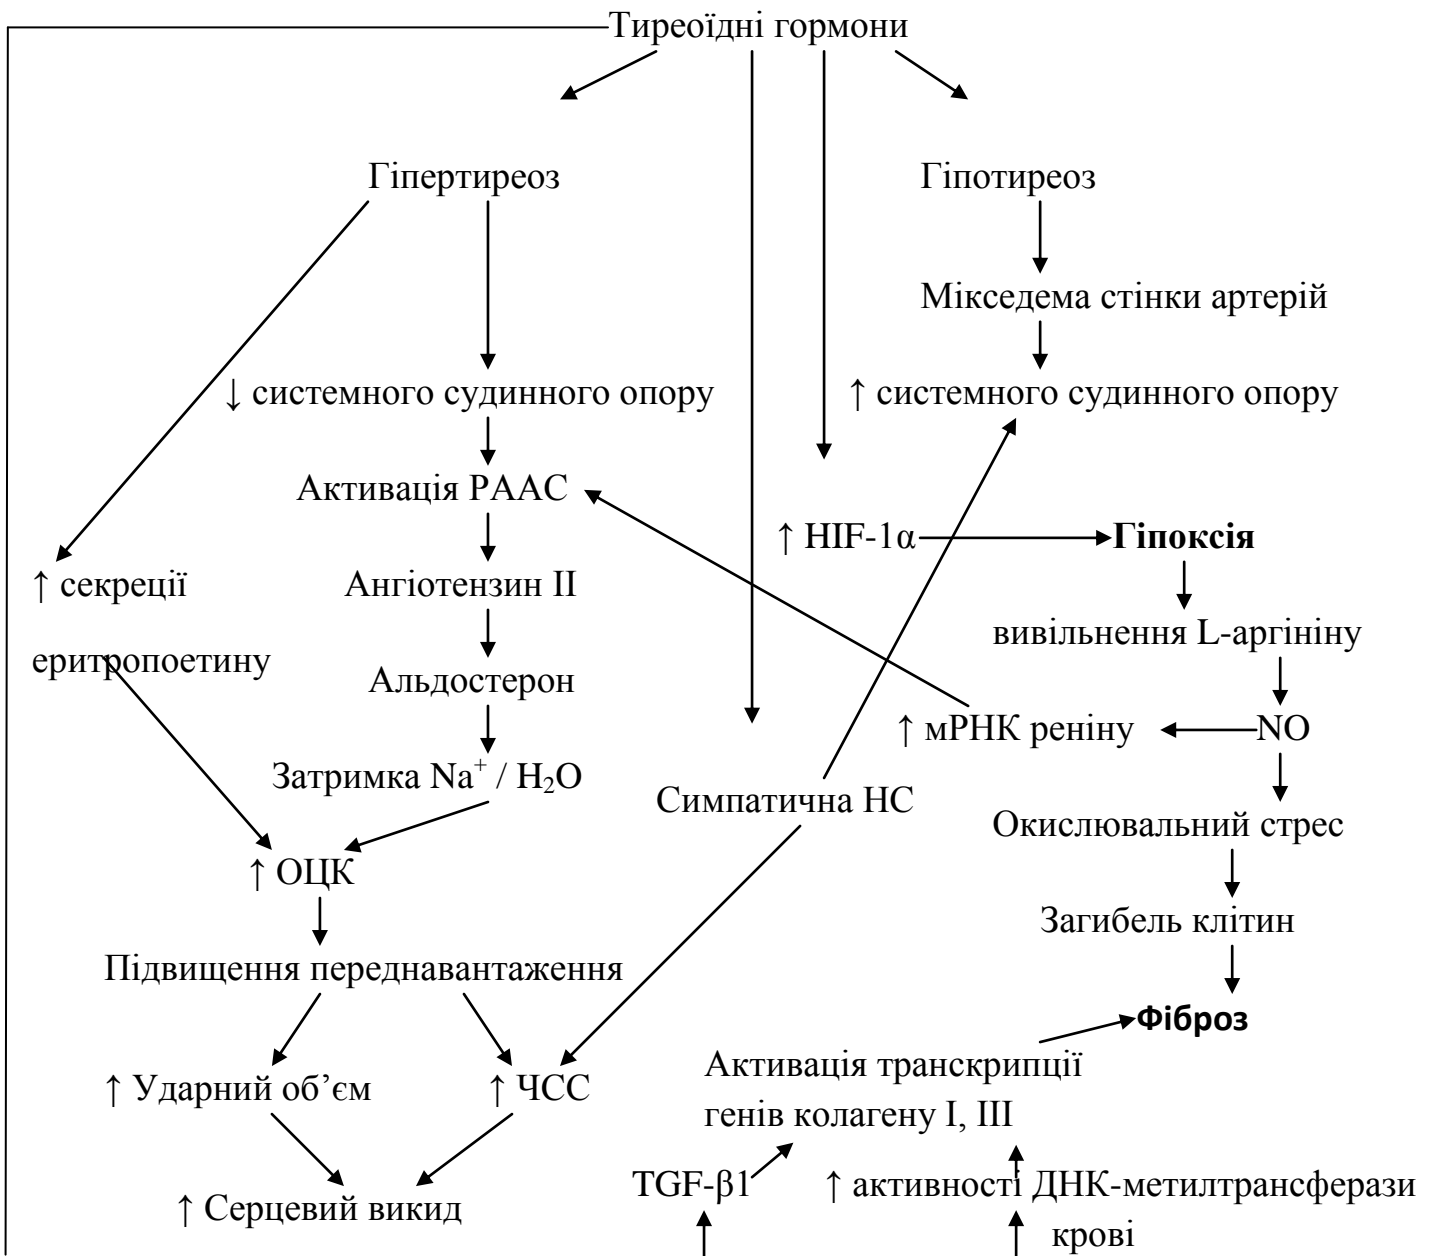 Тиреоїдні гормони
Гіпертиреоз
Гіпотиреоз
Мікседема стінки артерій
↓ системного судинного опору
↑ системного судинного опору
Активація РААС
↑ HIF-1α
Гіпоксія
↑ секреції
еритропоетину
Ангіотензин II
вивільнення L-аргініну
Альдостерон
↑ мРНК реніну
NO
Затримка Na⁺ / H₂O
Симпатична НС
Окислювальний стрес
↑ ОЦК
Загибель клітин
Підвищення переднавантаження
Фіброз
↑ Ударний об’єм
↑ ЧСС
Активація транскрипції
генів колагену I, III
↑ Серцевий викид
TGF-β1
↑ активності ДНК-метилтрансферази
крові